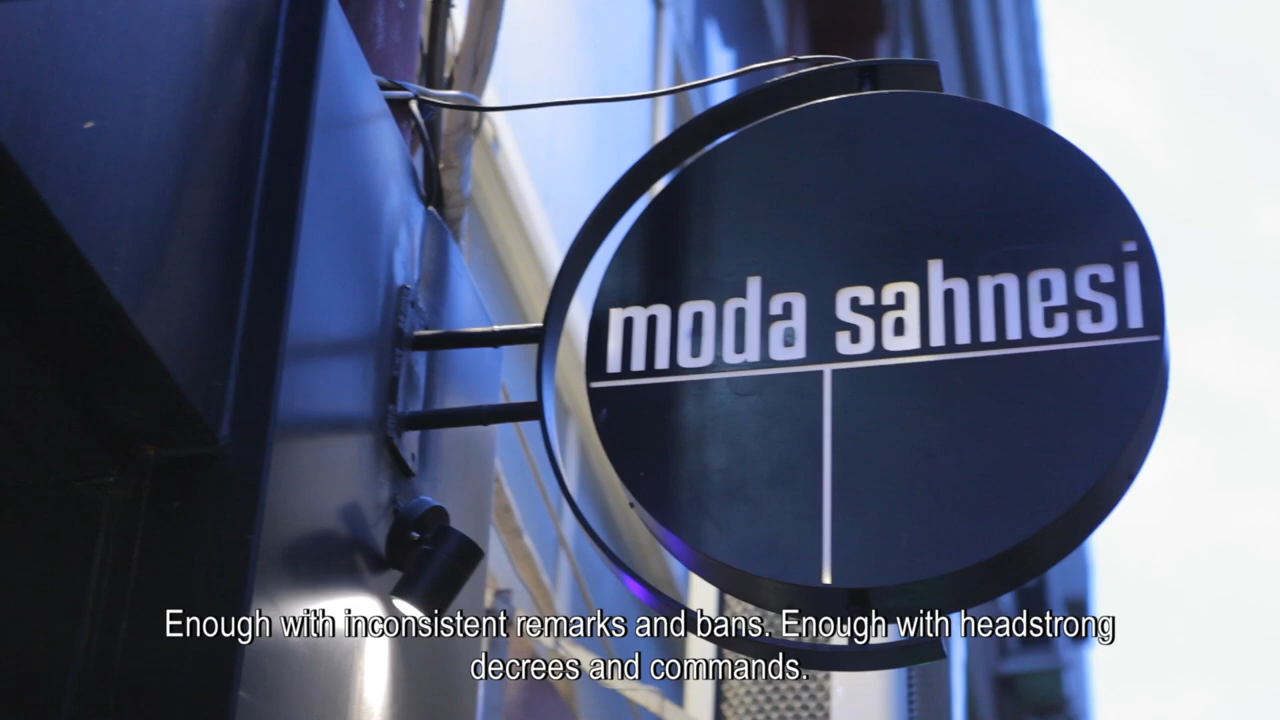 moda sahnesi
Enough with inconsistent remarks and bans. Enough with headstrong
decrees and commands.